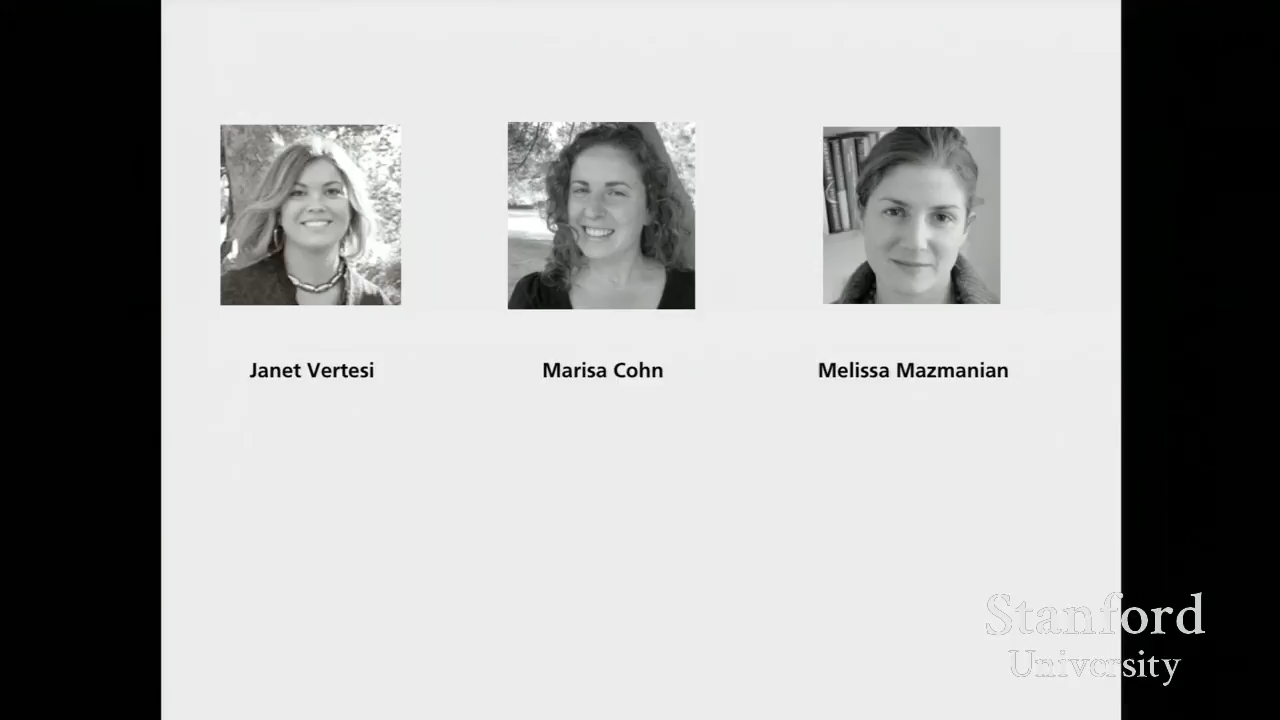 Janet Vertesi
Marisa Cohn
Melissa Mazmanian
Stanford
University